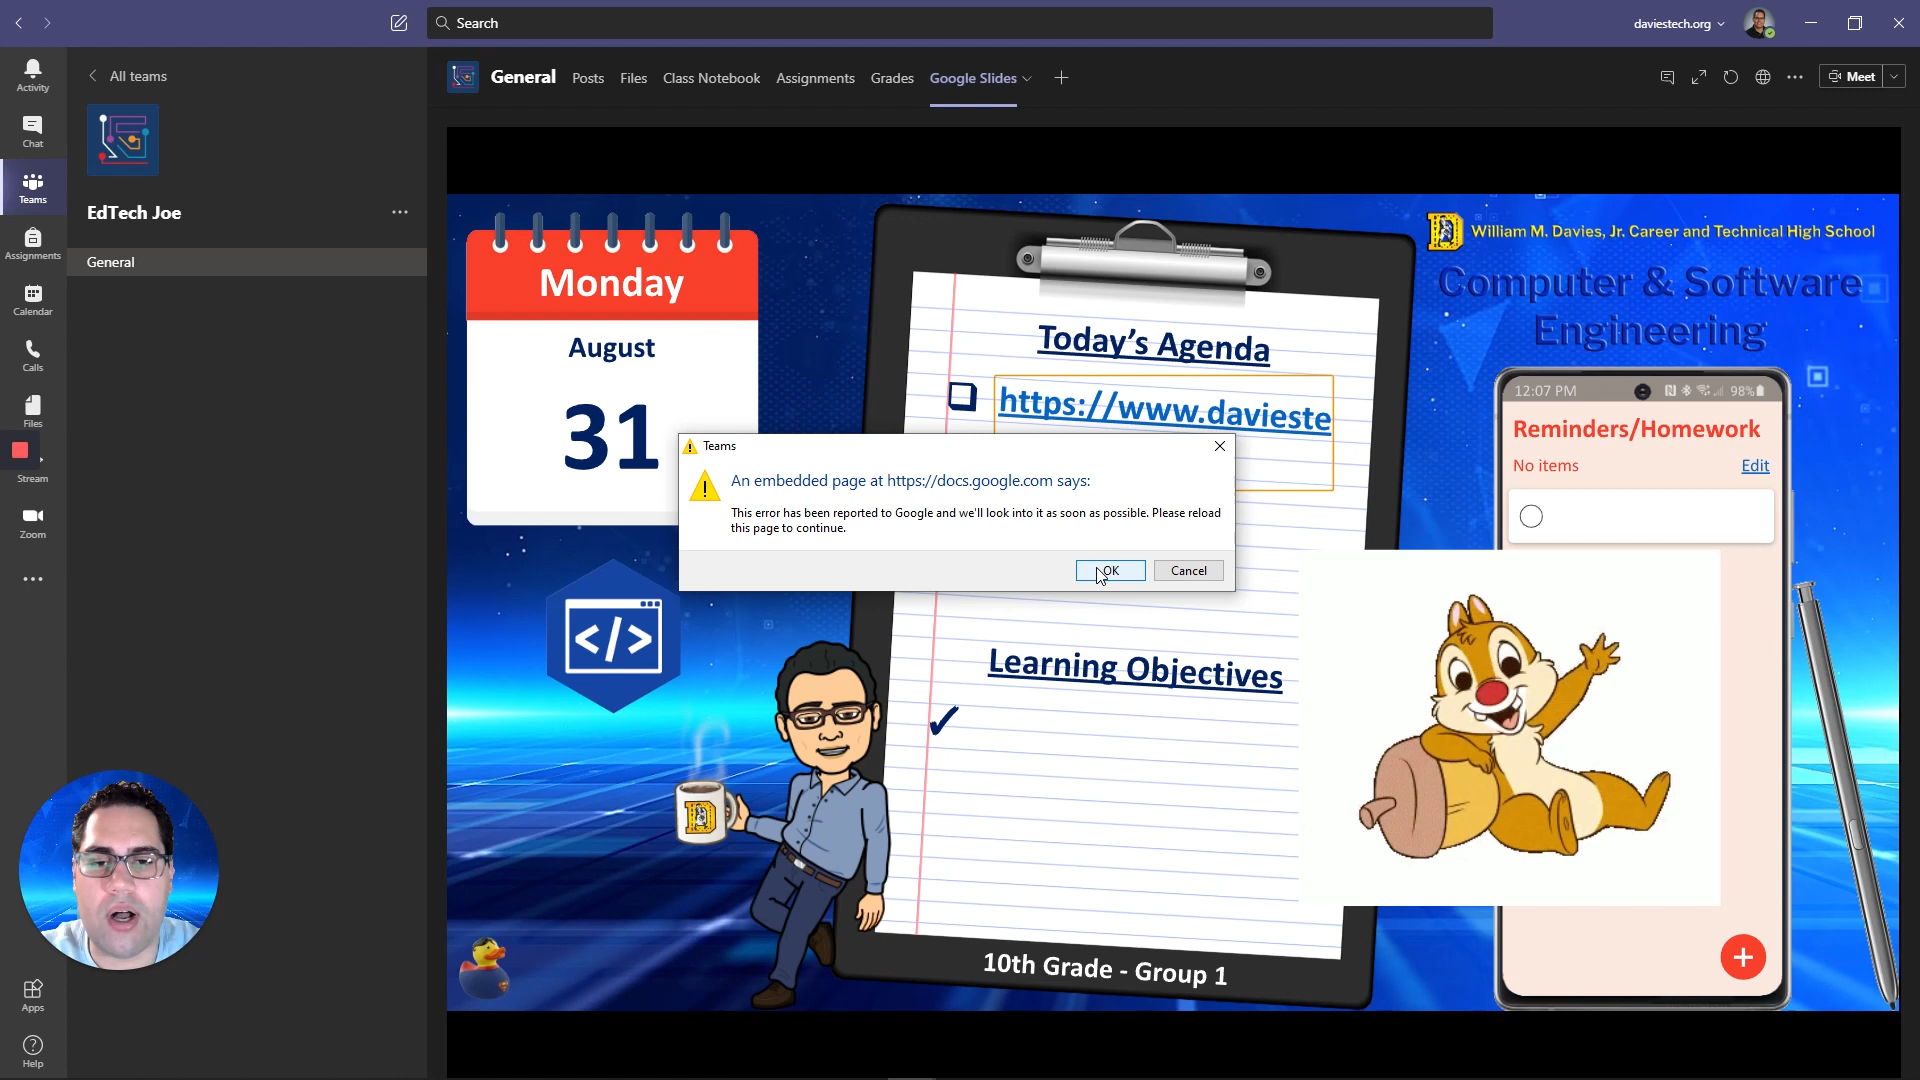 Search
daviestech.org
Activity
Chat
Teams
Assignments
Calendar
Calls
Files
Stream
Zoom
Apps
Help
All teams
EdTech Joe
General
General
Posts
Files
Class Notebook
Assignments
Grades
Google Slides
Meet
Monday
August
31
Today's Agenda
https://www.davieste
Teams
An embedded page at https://docs.google.com says:
This error has been reported to Google and we'll look into it as soon as possible. Please reload
this page to continue.
OK
Cancel
Learning Objectives
10th Grade - Group 1
D
D
William M. Davies, Jr. Career and Technical High School
Computer & Software
Engineering
12:07 PM
98%
Reminders/Homework
No items
Edit
</>